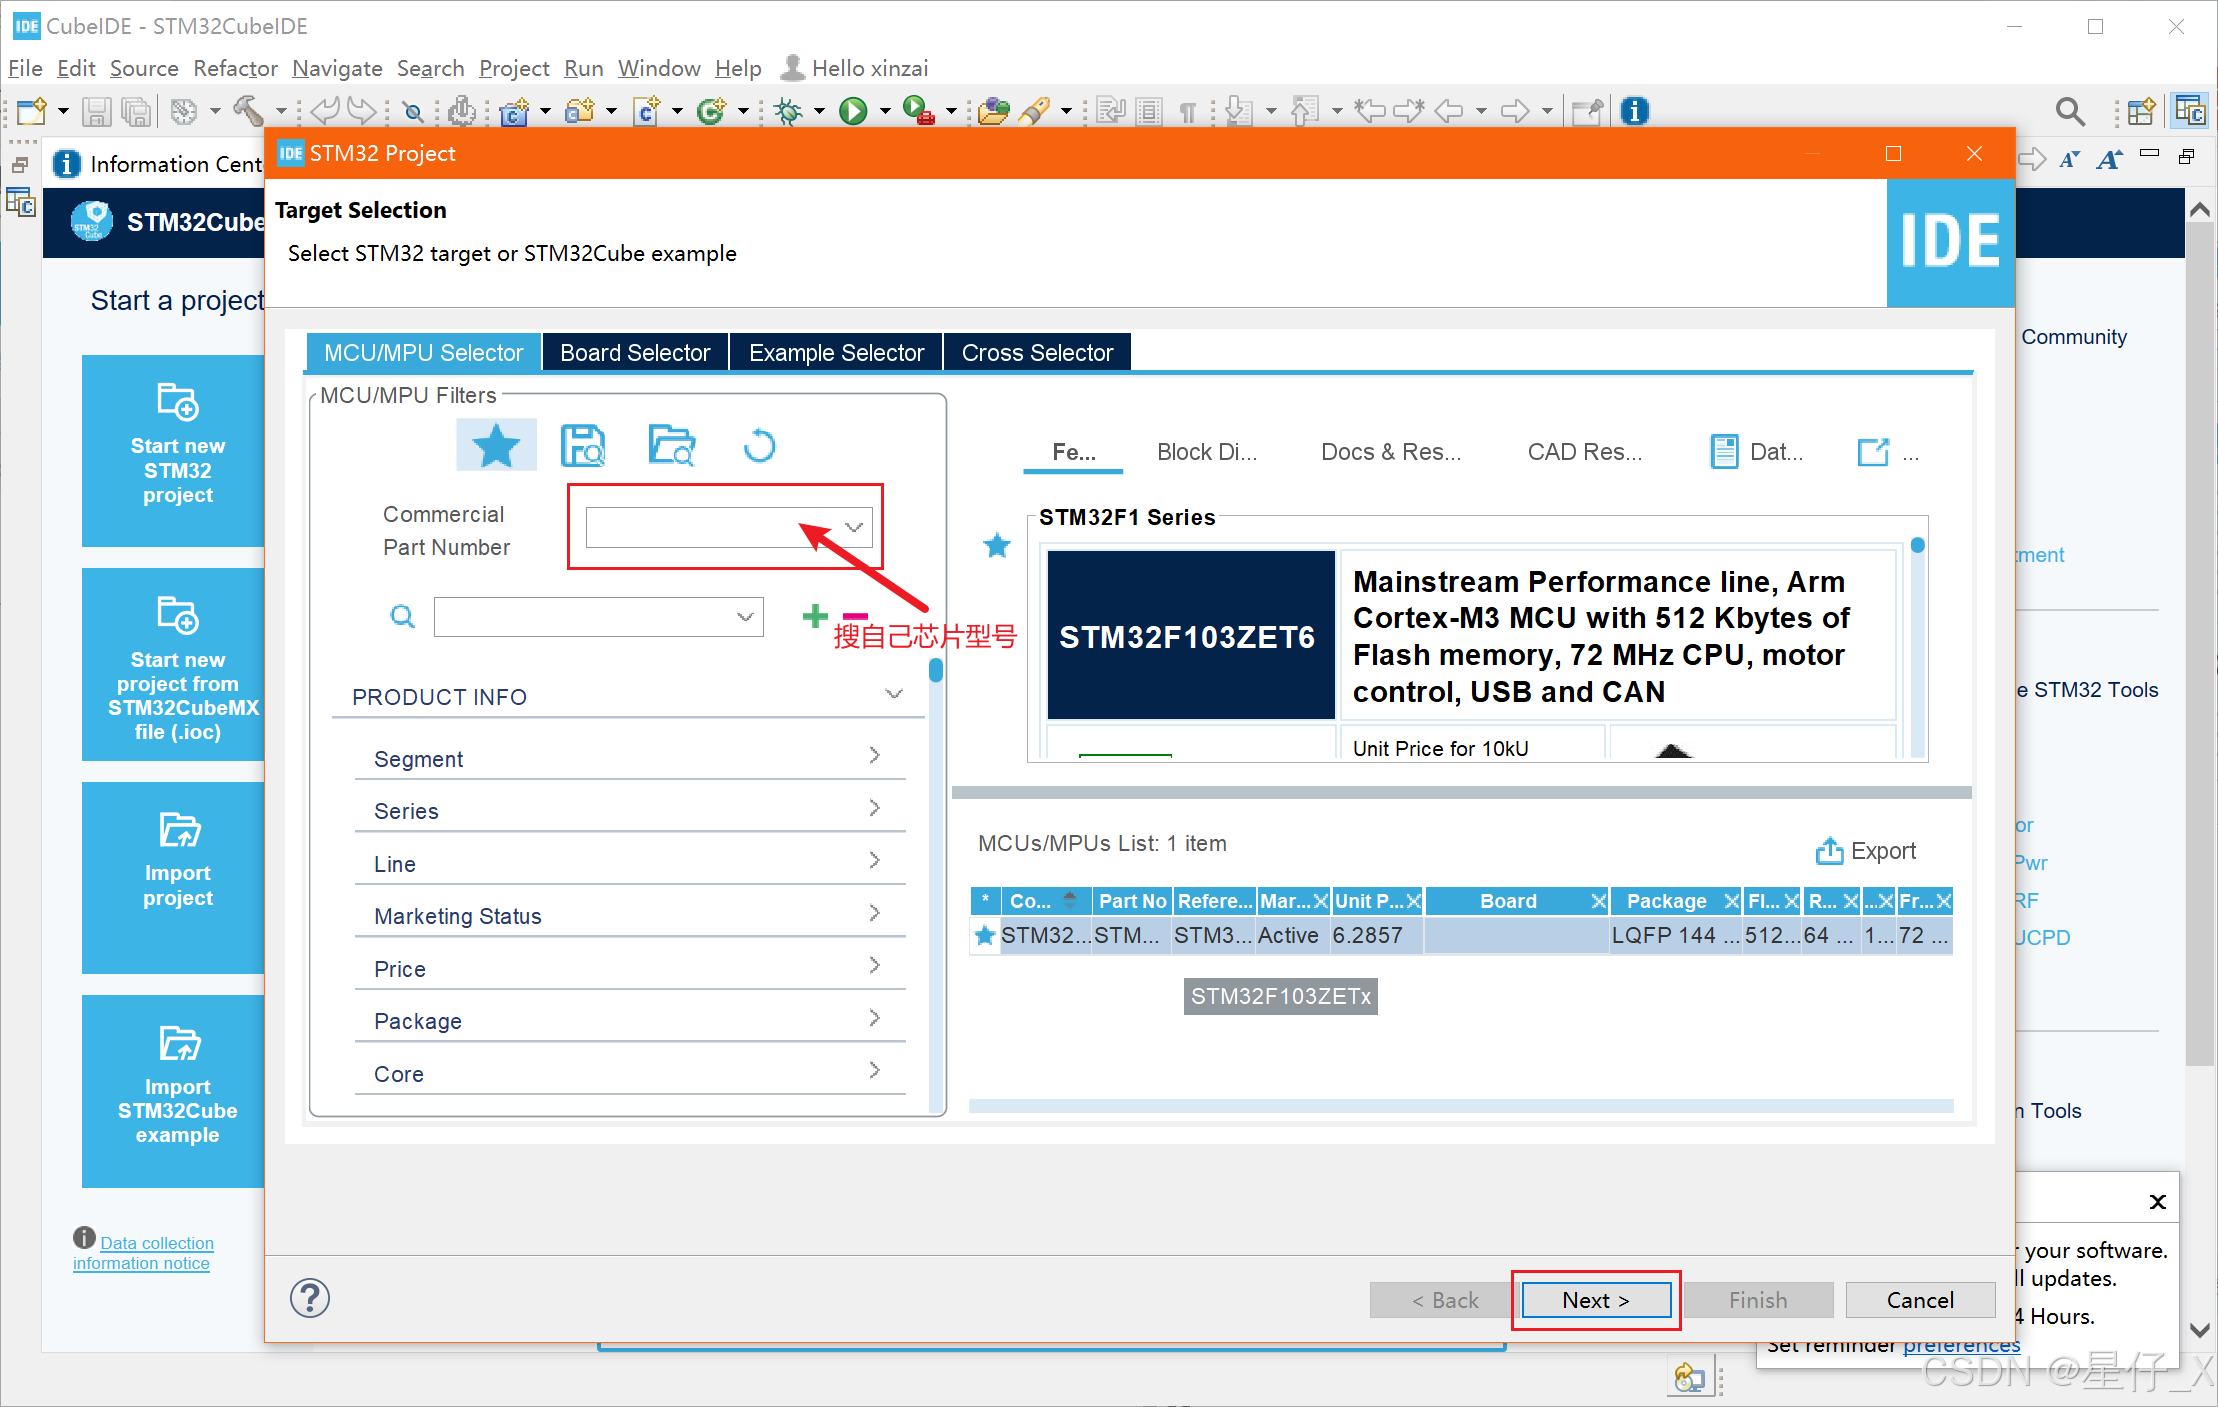 IDE CubeIDE - STM32CubeIDE
File Edit Source Refactor Navigate Search Project Run Window Help Hello xinzai
Information Cent
IDE STM32 Project
STM32Cube
Target Selection
Select STM32 target or STM32Cube example
IDE
Start a project
Start new
STM32
project
Start new
project from
STM32CubeMX
file (.ioc)
Import
project
Import
STM32Cube
example
Data collection
information notice
MCU/MPU Selector Board Selector Example Selector Cross Selector
MCU/MPU Filters
Commercial
Part Number
搜自己芯片型号
PRODUCT INFO
Segment
Series
Line
Marketing Status
Price
Package
Core
Fe... Block Di... Docs & Res... CAD Res... Dat... ...
STM32F1 Series
STM32F103ZET6
Mainstream Performance line, Arm
Cortex-M3 MCU with 512 Kbytes of
Flash memory, 72 MHz CPU, motor
control, USB and CAN
Unit Price for 10kU
MCUs/MPUs List: 1 item
Export
* Co... Part No Refere... Mar... Unit P... Board Package Fl... R... ... Fr...
STM32... STM... STM3... Active 6.2857 LQFP 144 ... 512... 64 ... 1... 72 ...
STM32F103ZETx
< Back Next > Finish Cancel
Community
tment
e STM32 Tools
or
Pwr
RF
UCPD
n Tools
x
r your software.
ll updates.
4 Hours.
Set reminder preferences
CSDN @星仔_X